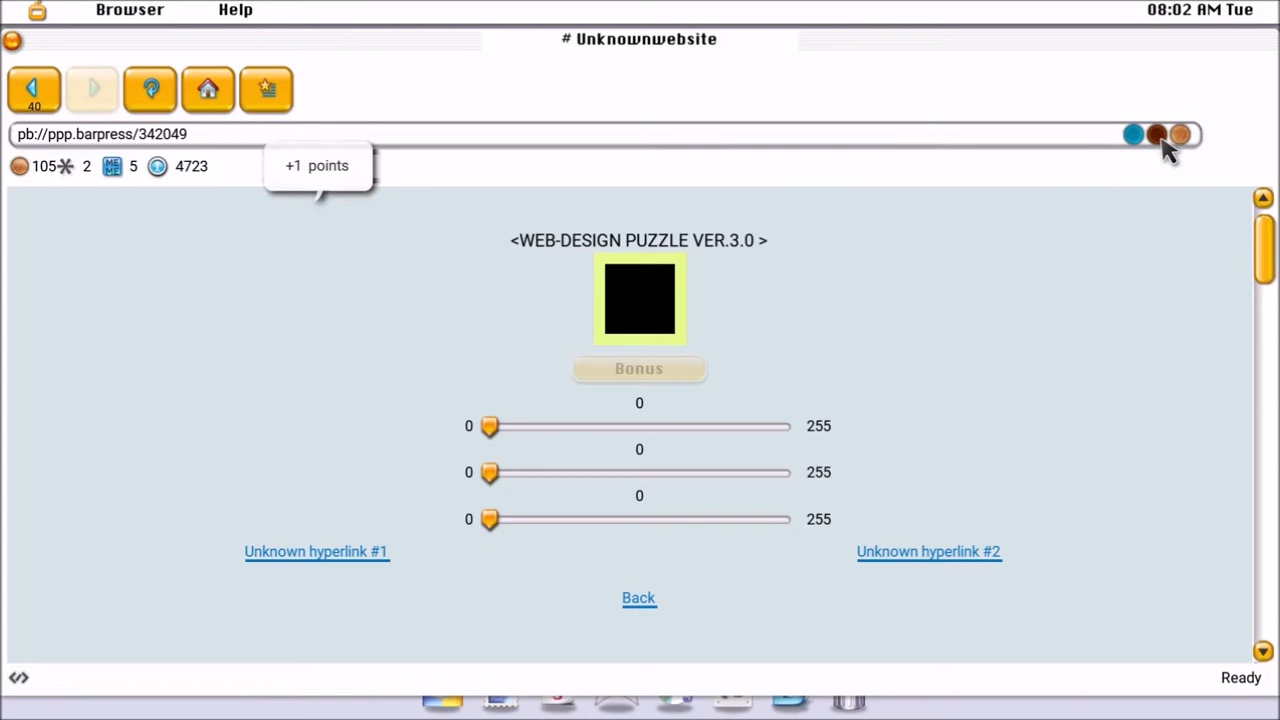 Browser Help 08:02 AM Tue
# Unknownwebsite
40
pb://ppp.barpress/342049
105 2 MEME 5 4723 +1 points
<WEB-DESIGN PUZZLE VER.3.0 >
Bonus
0
0 255
0
0 255
0
0 255
Unknown hyperlink #1 Unknown hyperlink #2
Back
Ready